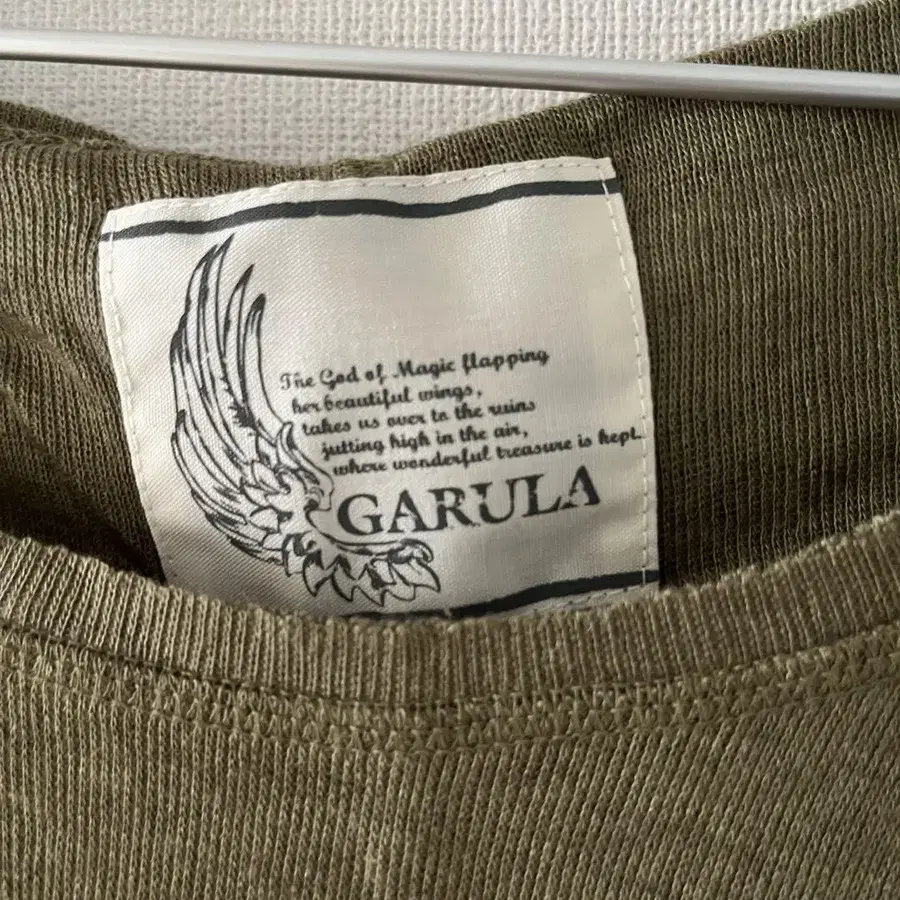 The God of Magic flapping
her beautiful wings,
takes us over to the ruins
jutting high in the air,
where wonderful treasure is kept.
GARULA